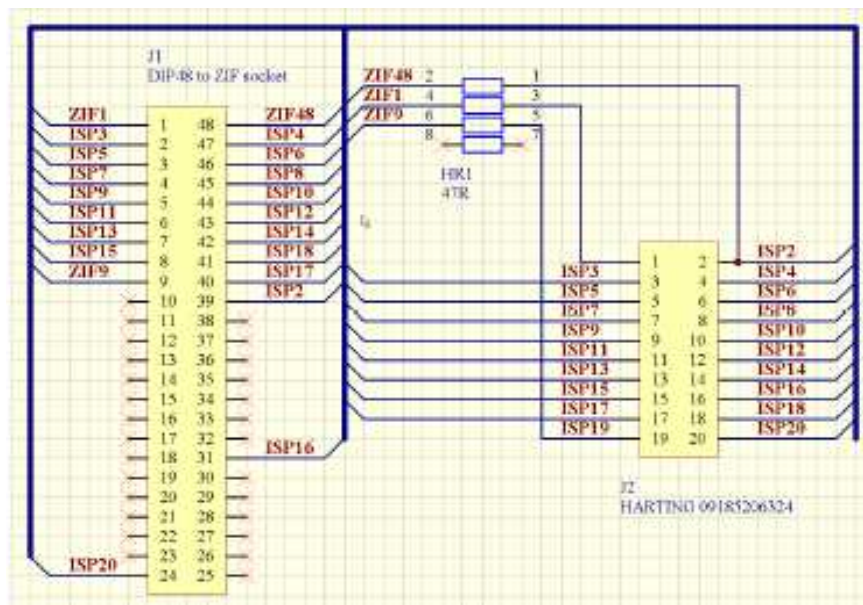 J1
DIP48 to ZIF socket
ZIF48 2 1
ZIF1 4 3
ZIF9 6 5
8 7
HR1
47R
ZIF1 1 48 ZIF48
ISP3 2 47 ISP4
ISP5 3 46 ISP6
ISP7 4 45 ISP8
ISP9 5 44 ISP10
ISP11 6 43 ISP12
ISP13 7 42 ISP14
ISP15 8 41 ISP18
ZIF9 9 40 ISP17
10 39 ISP2
11 38
12 37
13 36
14 35
15 34
16 33
17 32
18 31 ISP16
19 30
20 29
21 28
22 27
23 26
ISP20 24 25
1 2 ISP2
ISP3 3 4 ISP4
ISP5 5 6 ISP6
ISP7 7 8 ISP8
ISP9 9 10 ISP10
ISP11 11 12 ISP12
ISP13 13 14 ISP14
ISP15 15 16 ISP16
ISP17 17 18 ISP18
ISP19 19 20 ISP20
J2
HARTING 09185206324